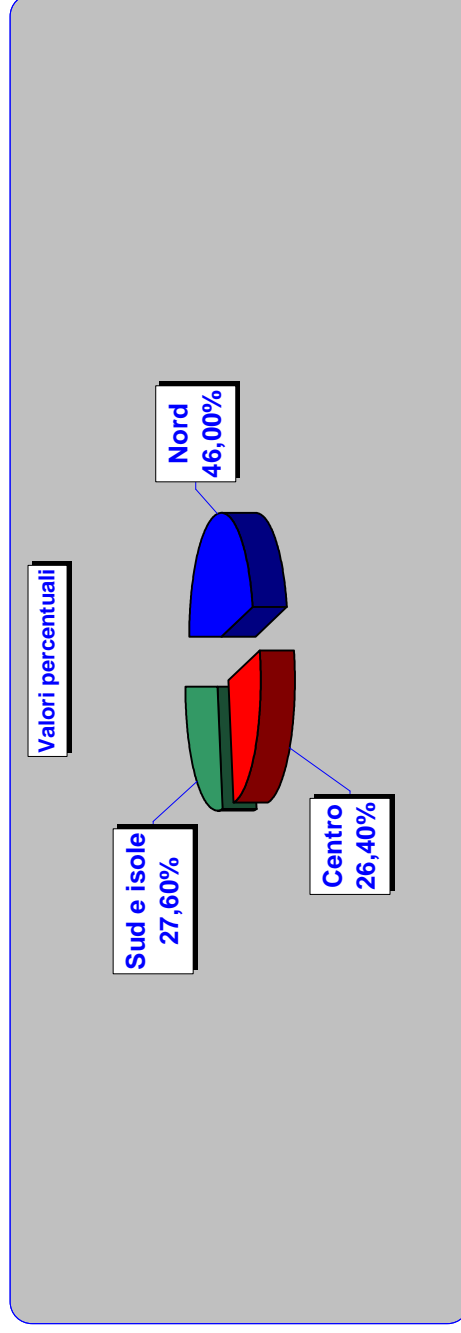 Valori percentuali
Sud e isole
27,60%
Nord
46,00%
Centro
26,40%